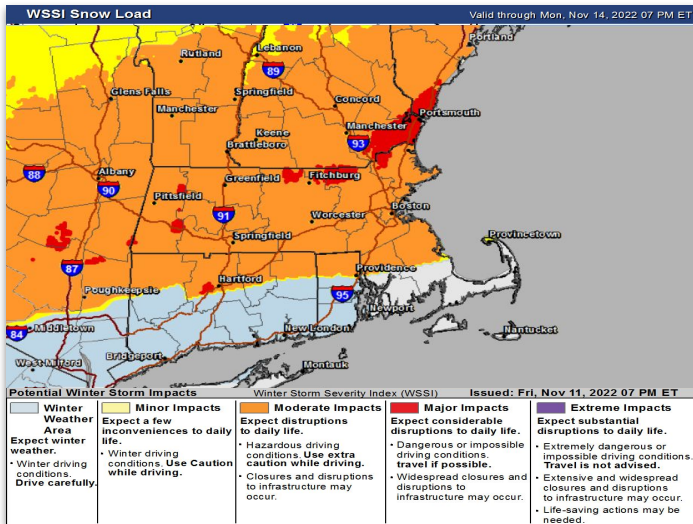 WSSI Snow Load
Valid through Mon, Nov 14, 2022 07 PM ET
Portland
Rutland
Lebanon
89
Glens Falls
Springfield
Concord
Manchester
Portsmouth
Manchester
Keene
93
Brattleboro
88
Albany
90
Greenfield
Fitchburg
Pittsfield
91
Worcester
Boston
Springfield
Provincetown
87
Providence
Hartford
Poughkeepsie
95
Newport
84
Middletown
New London
Nantucket
Bridgeport
West Milford
Montauk
Potential Winter Storm Impacts
Winter Storm Severity Index (WSSI)
Issued: Fri, Nov 11, 2022 07 PM ET
Winter
Weather
Area
Expect winter
weather.
• Winter driving
conditions.
Drive carefully.
Minor Impacts
Expect a few
inconveniences to daily
life.
• Winter driving
conditions. Use Caution
while driving.
Moderate Impacts
Expect disruptions
to daily life.
• Hazardous driving
conditions. Use extra
caution while driving.
• Closures and disruptions
to infrastructure may
occur.
Major Impacts
Expect considerable
disruptions to daily life.
• Dangerous or impossible
driving conditions.
travel if possible.
• Widespread closures and
disruptions to
infrastructure may occur.
Extreme Impacts
Expect substantial
disruptions to daily life.
• Extremely dangerous or
impossible driving conditions.
Travel is not advised.
• Extensive and widespread
closures and disruptions
to infrastructure may occur.
• Life-saving actions may be
needed.